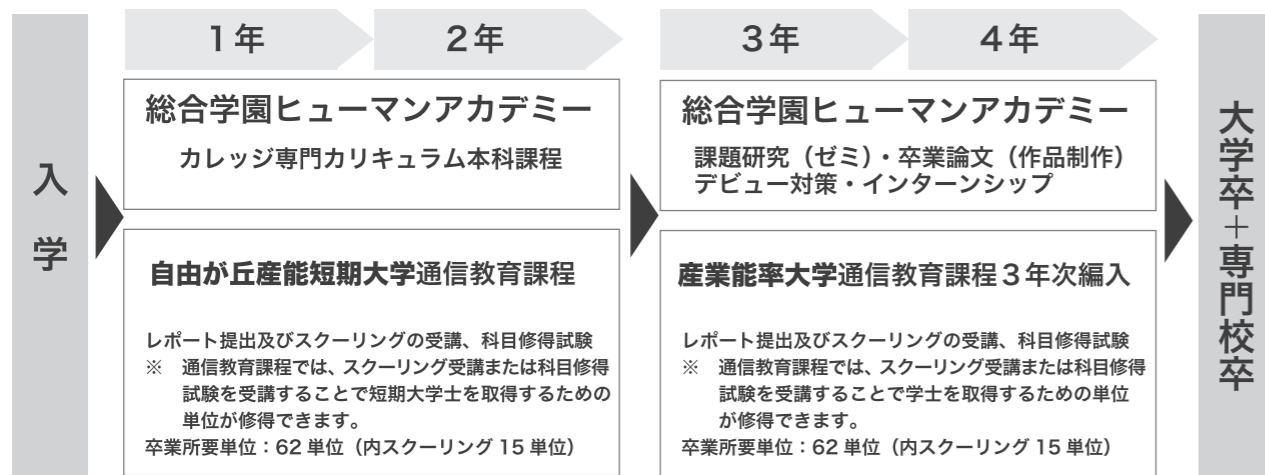 入学
1年
2年
3年
4年
総合学園ヒューマンアカデミー
カレッジ専門カリキュラム本科課程
自由が丘産能短期大学通信教育課程
レポート提出及びスクーリングの受講、科目修得試験
※ 通信教育課程では、スクーリング受講または科目修得
試験を受講することで短期大学士を取得するための
単位が修得できます。
卒業所要単位：62 単位（内スクーリング 15 単位）
総合学園ヒューマンアカデミー
課題研究（ゼミ）・卒業論文（作品制作）
デビュー対策・インターンシップ
産業能率大学通信教育課程３年次編入
レポート提出及びスクーリングの受講、科目修得試験
※ 通信教育課程では、スクーリング受講または科目修得
試験を受講することで学士を取得するための単位
が修得できます。
卒業所要単位：62 単位（内スクーリング 15 単位）
大学卒＋専門校卒